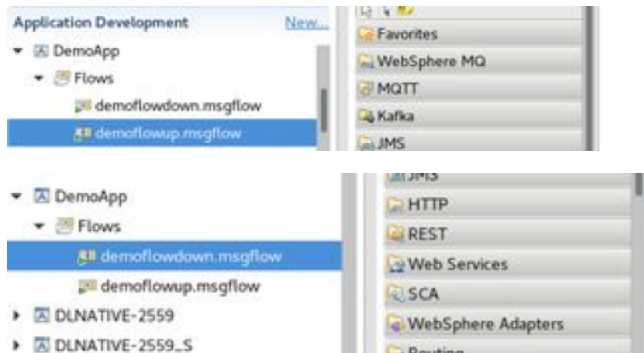 Application Development New...
DemoApp
Flows
demoflowdown.msgflow
demoflowup.msgflow
Favorites
WebSphere MQ
MQTT
Kafka
JMS
DemoApp
Flows
demoflowdown.msgflow
demoflowup.msgflow
DLNATIVE-2559
DLNATIVE-2559_S
JMS
HTTP
REST
Web Services
SCA
WebSphere Adapters
Routing